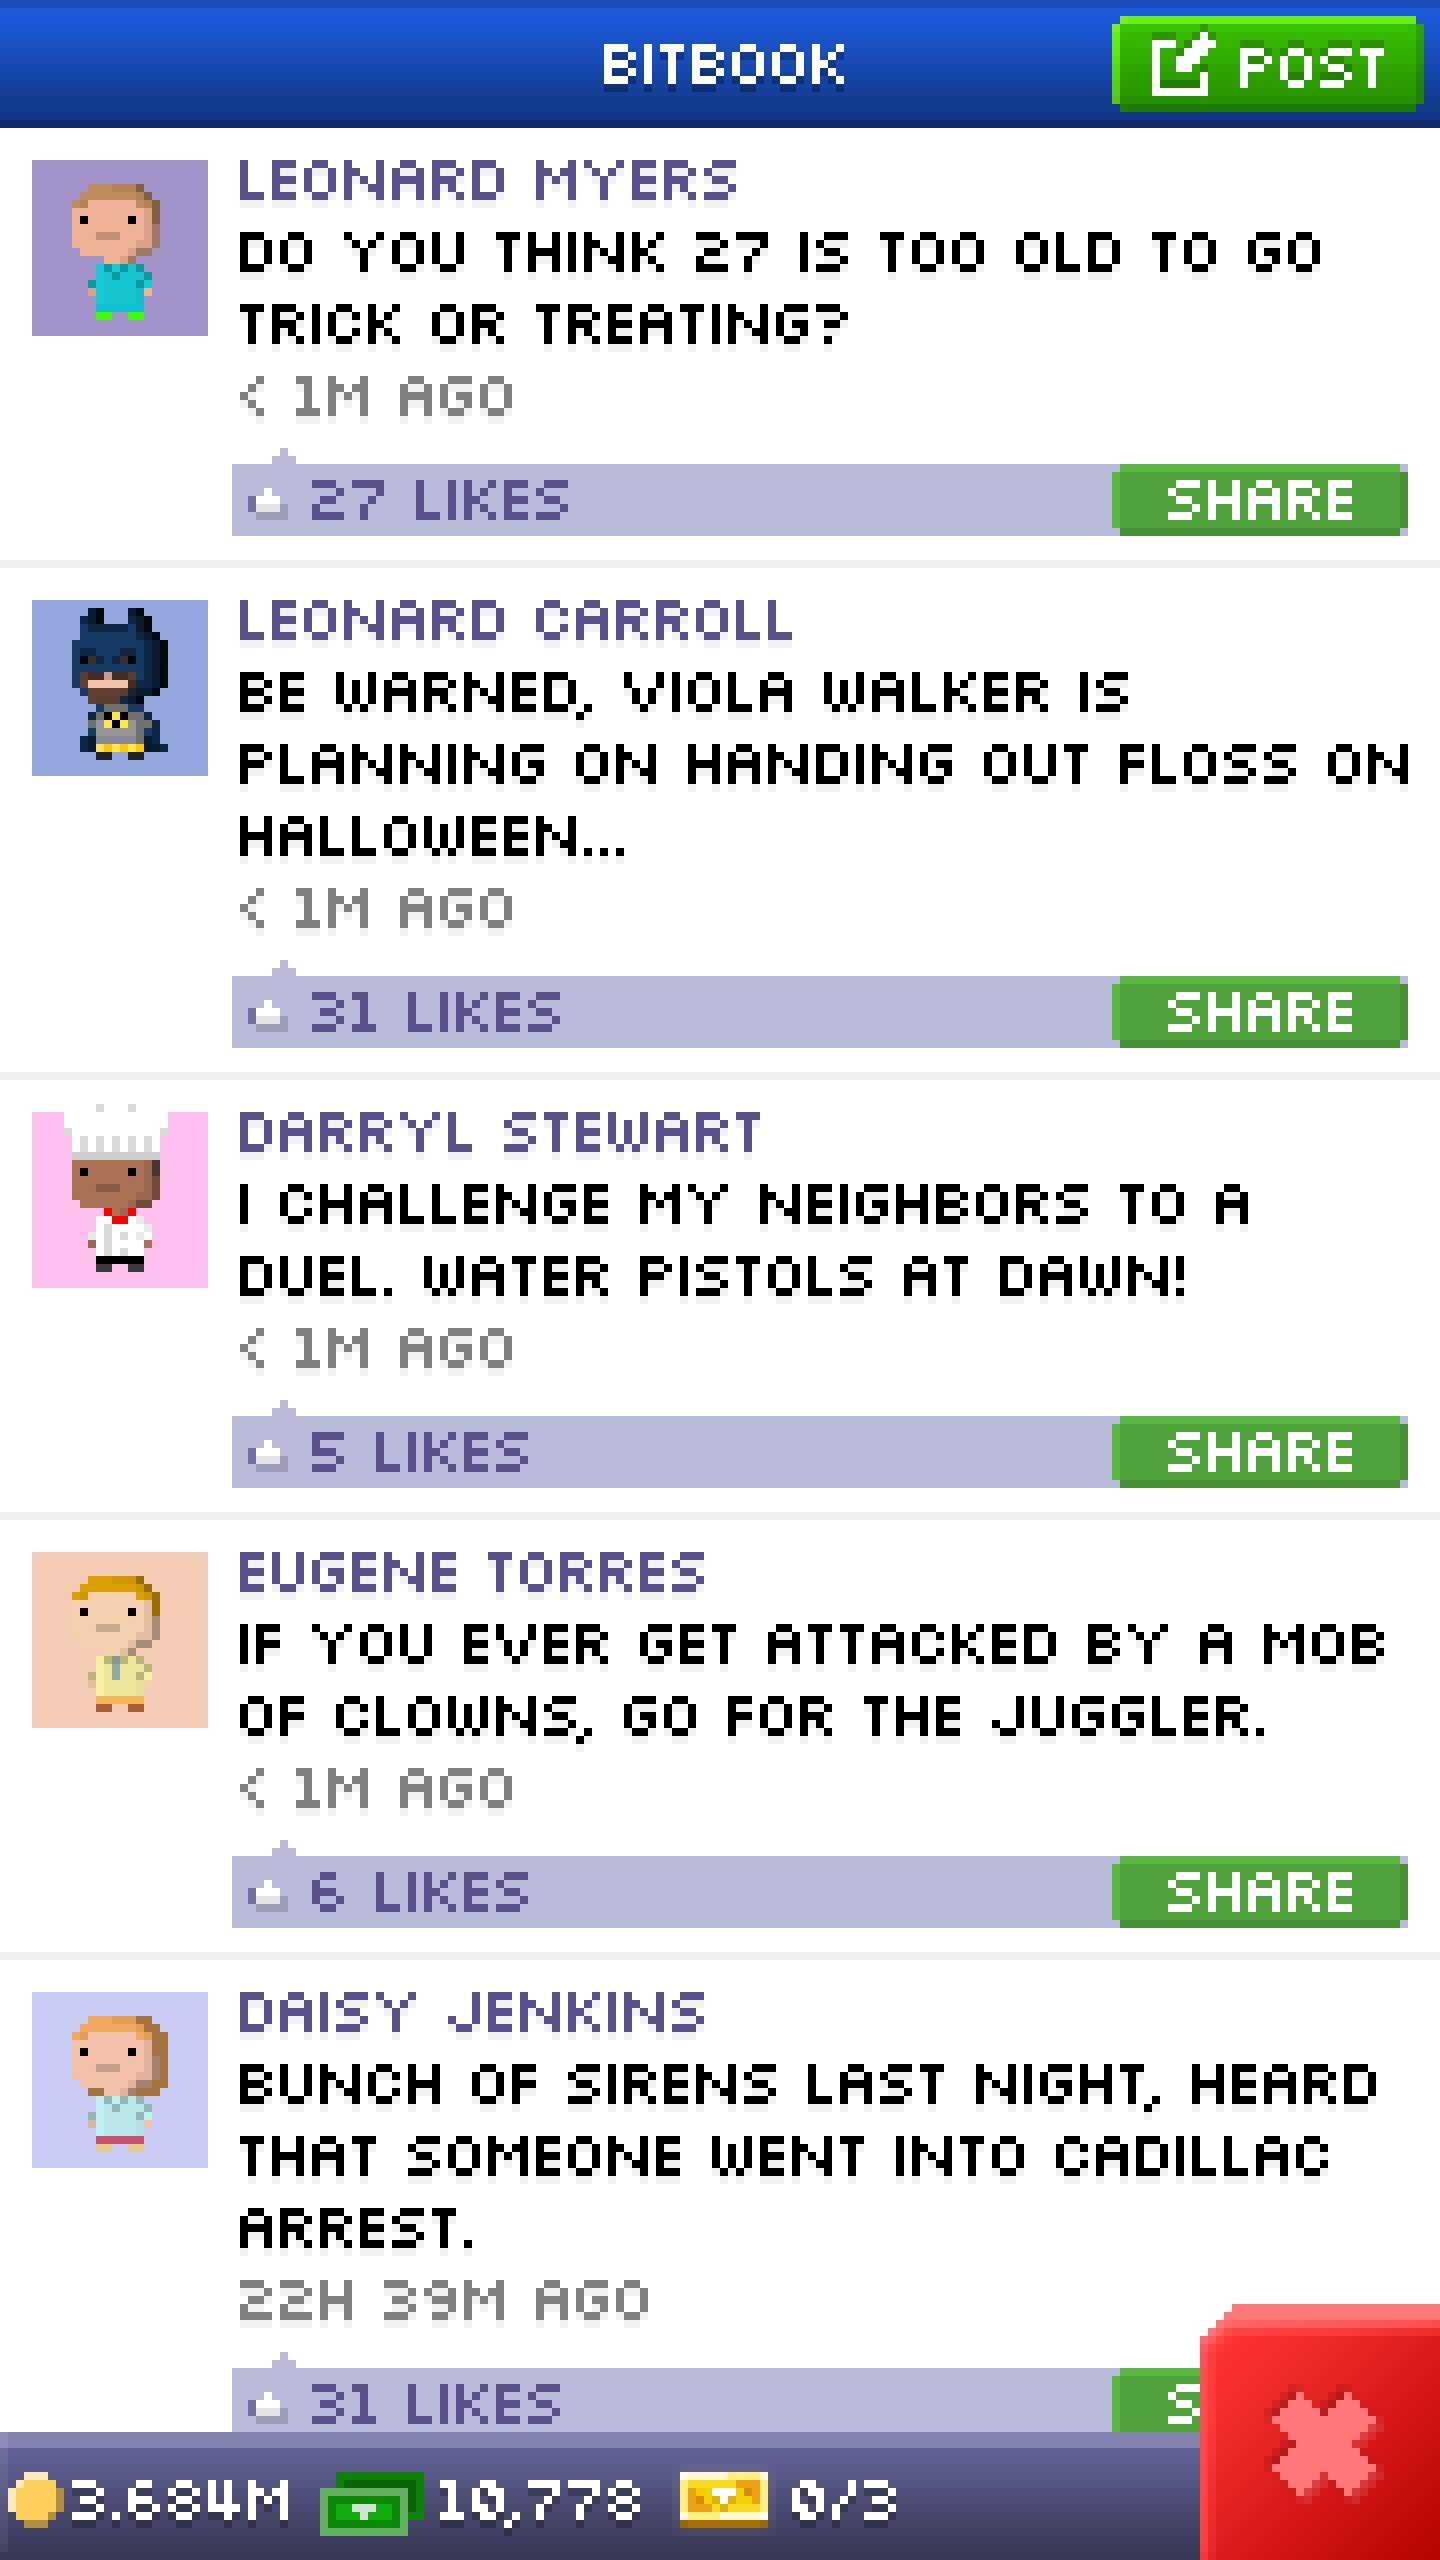 BITBOOK
POST
LEONARD MYERS
DO YOU THINK 27 IS TOO OLD TO GO
TRICK OR TREATING?
< 1M AGO
27 LIKES
SHARE
LEONARD CARROLL
BE WARNED, VIOLA WALKER IS
PLANNING ON HANDING OUT FLOSS ON
HALLOWEEN...
< 1M AGO
31 LIKES
SHARE
DARRYL STEWART
I CHALLENGE MY NEIGHBORS TO A
DUEL. WATER PISTOLS AT DAWN!
< 1M AGO
5 LIKES
SHARE
EUGENE TORRES
IF YOU EVER GET ATTACKED BY A MOB
OF CLOWNS, GO FOR THE JUGGLER.
< 1M AGO
6 LIKES
SHARE
DAISY JENKINS
BUNCH OF SIRENS LAST NIGHT, HEARD
THAT SOMEONE WENT INTO CADILLAC
ARREST.
22H 39M AGO
31 LIKES
S
3.684M
10,778
0/3